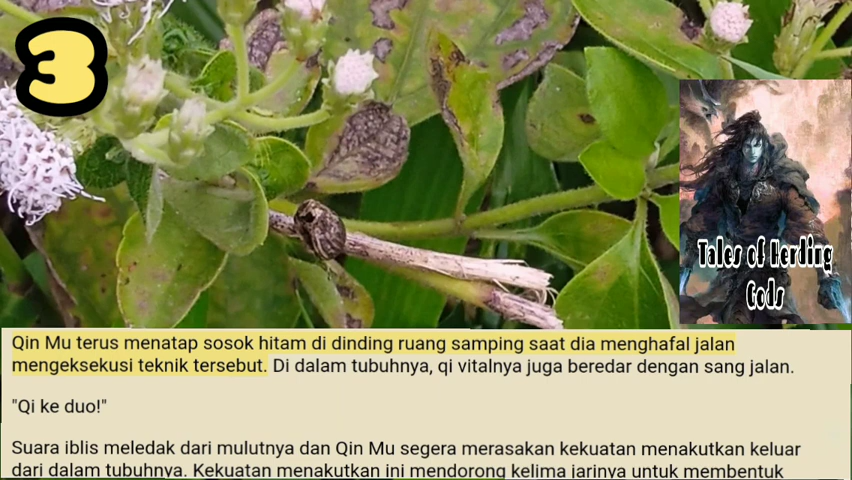 3
Tales of Herding
Gods
Qin Mu terus menatap sosok hitam di dinding ruang samping saat dia menghafal jalan
mengeksekusi teknik tersebut. Di dalam tubuhnya, qi vitalnya juga beredar dengan sang jalan.
"Qi ke duo!"
Suara iblis meledak dari mulutnya dan Qin Mu segera merasakan kekuatan menakutkan keluar
dari dalam tubuhnya. Kekuatan menakutkan ini mendorong kelima jarinya untuk membentuk